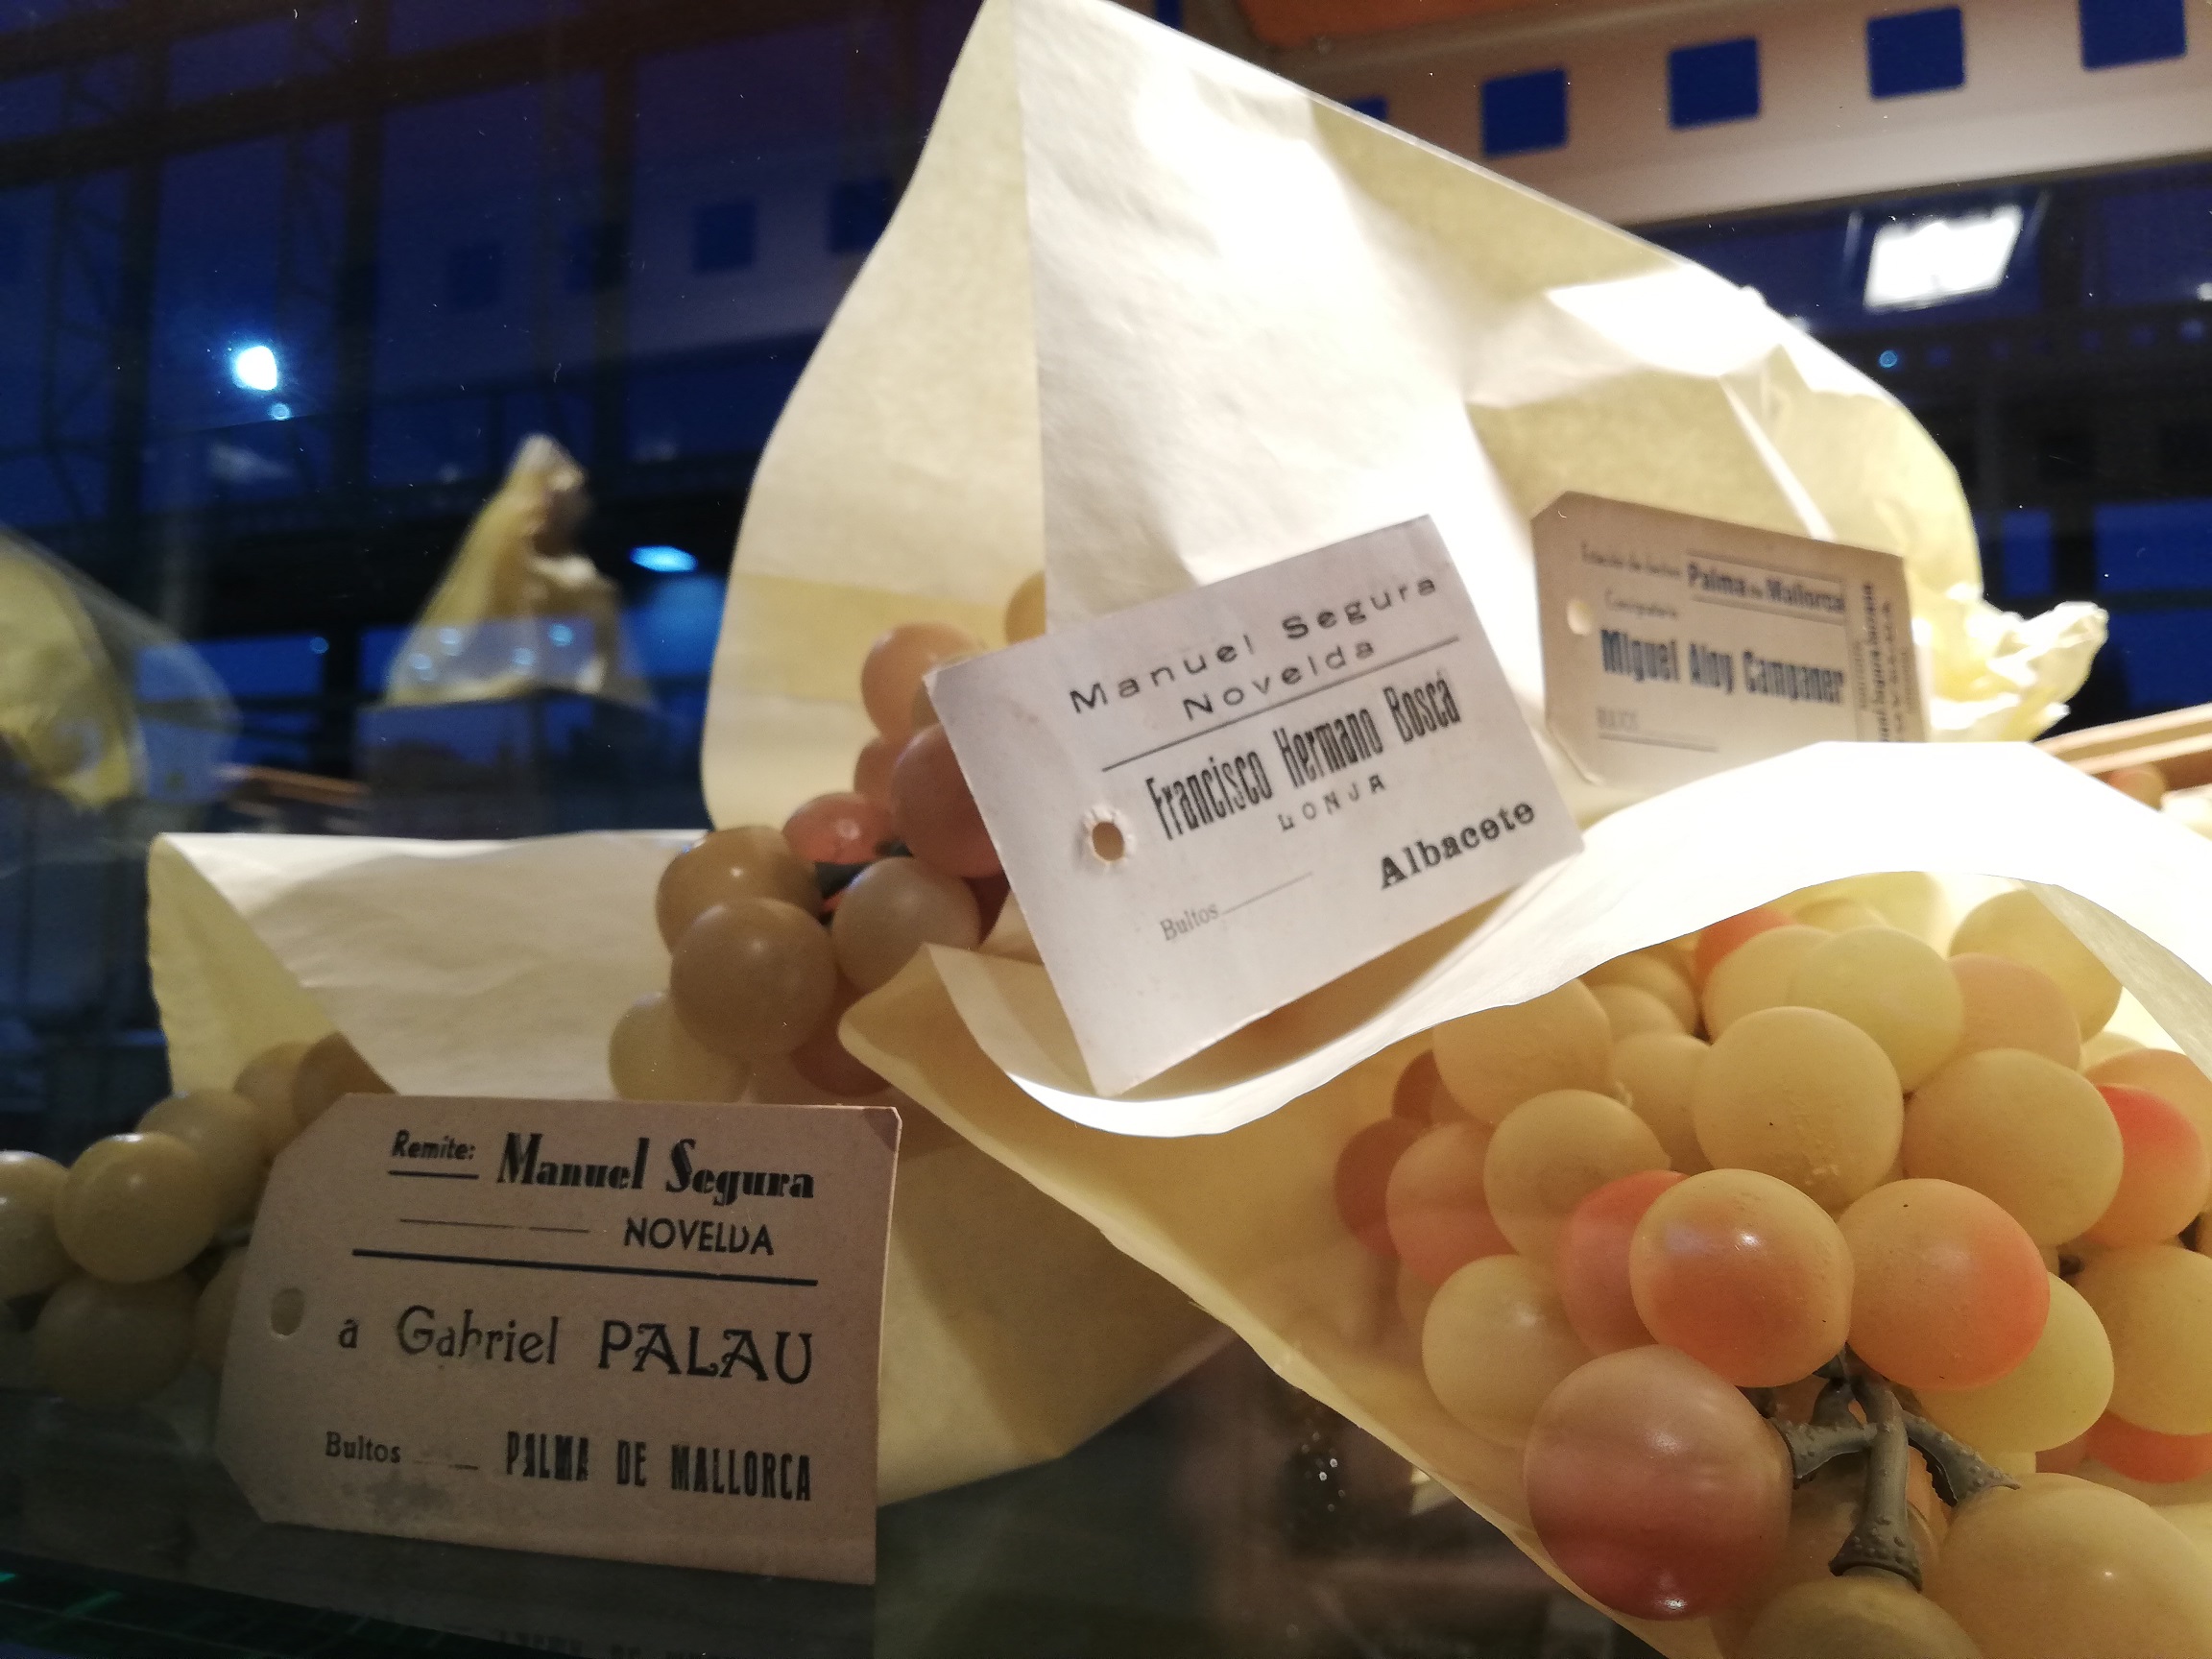 Manuel Segura
Novelda
Francisco Hermano Boscá
LONJA
Albacete
Bultos
Palma de Mallorca
Miguel Aloy Campaner
Remite: Manuel Segura
NOVELDA
a Gabriel PALAU
Bultos PALMA DE MALLORCA